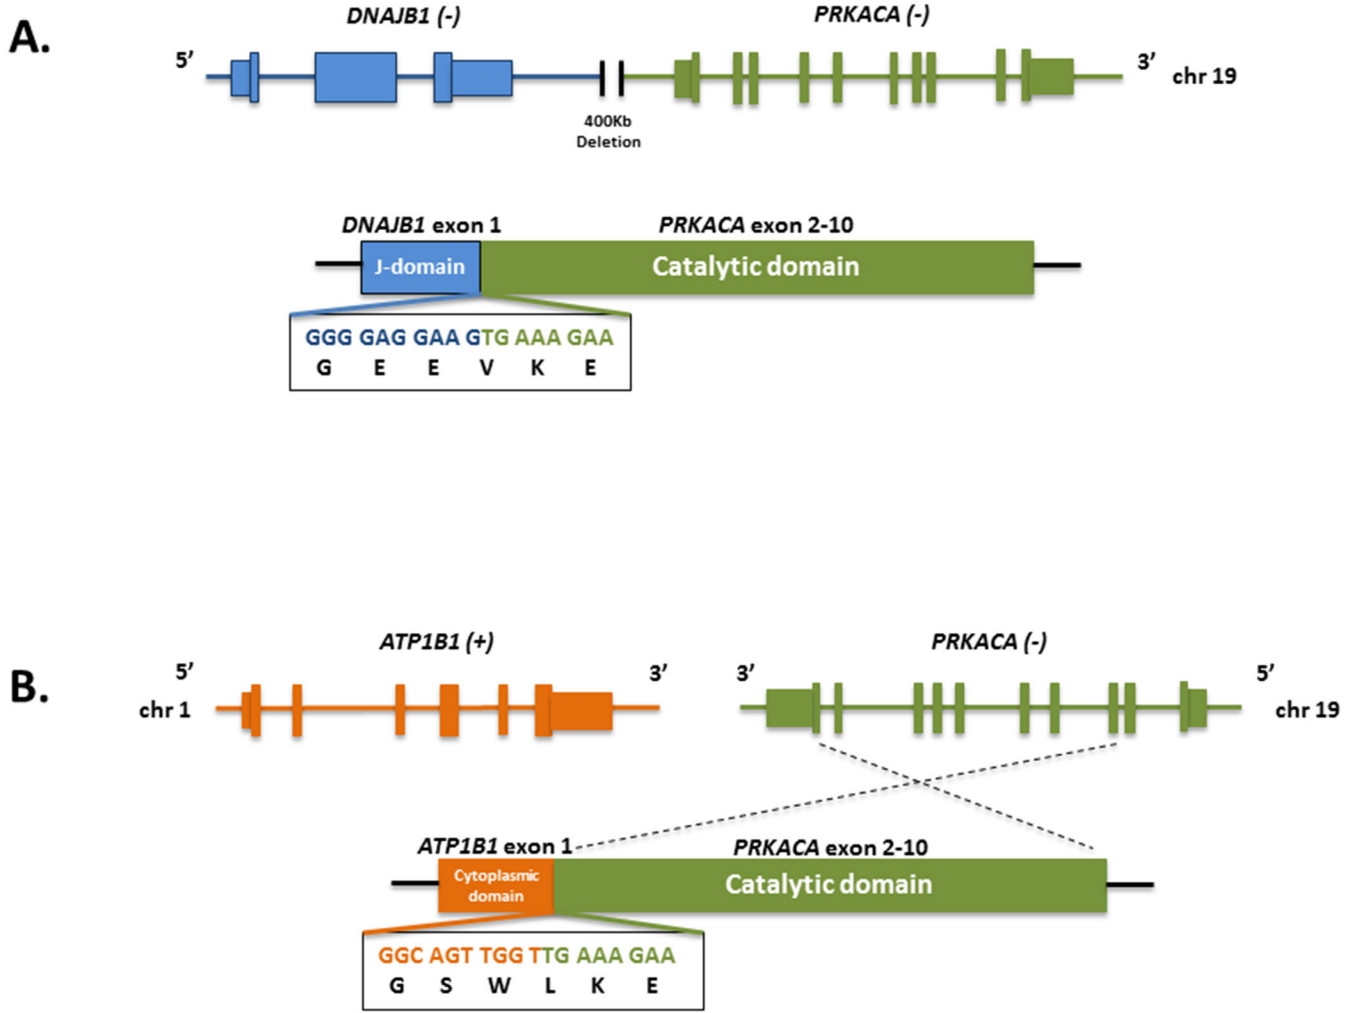 A.
DNAJB1 (-)
PRKACA (-)
5’
3’
chr 19
400Kb
Deletion
DNAJB1 exon 1
PRKACA exon 2-10
J-domain
Catalytic domain
GGG GAG GAA GTG AAA GAA
G E E V K E
B.
ATP1B1 (+)
PRKACA (-)
5’
3’
3’
5’
chr 1
chr 19
ATP1B1 exon 1
PRKACA exon 2-10
Cytoplasmic
domain
Catalytic domain
GGC AGT TGG TTG AAA GAA
G S W L K E